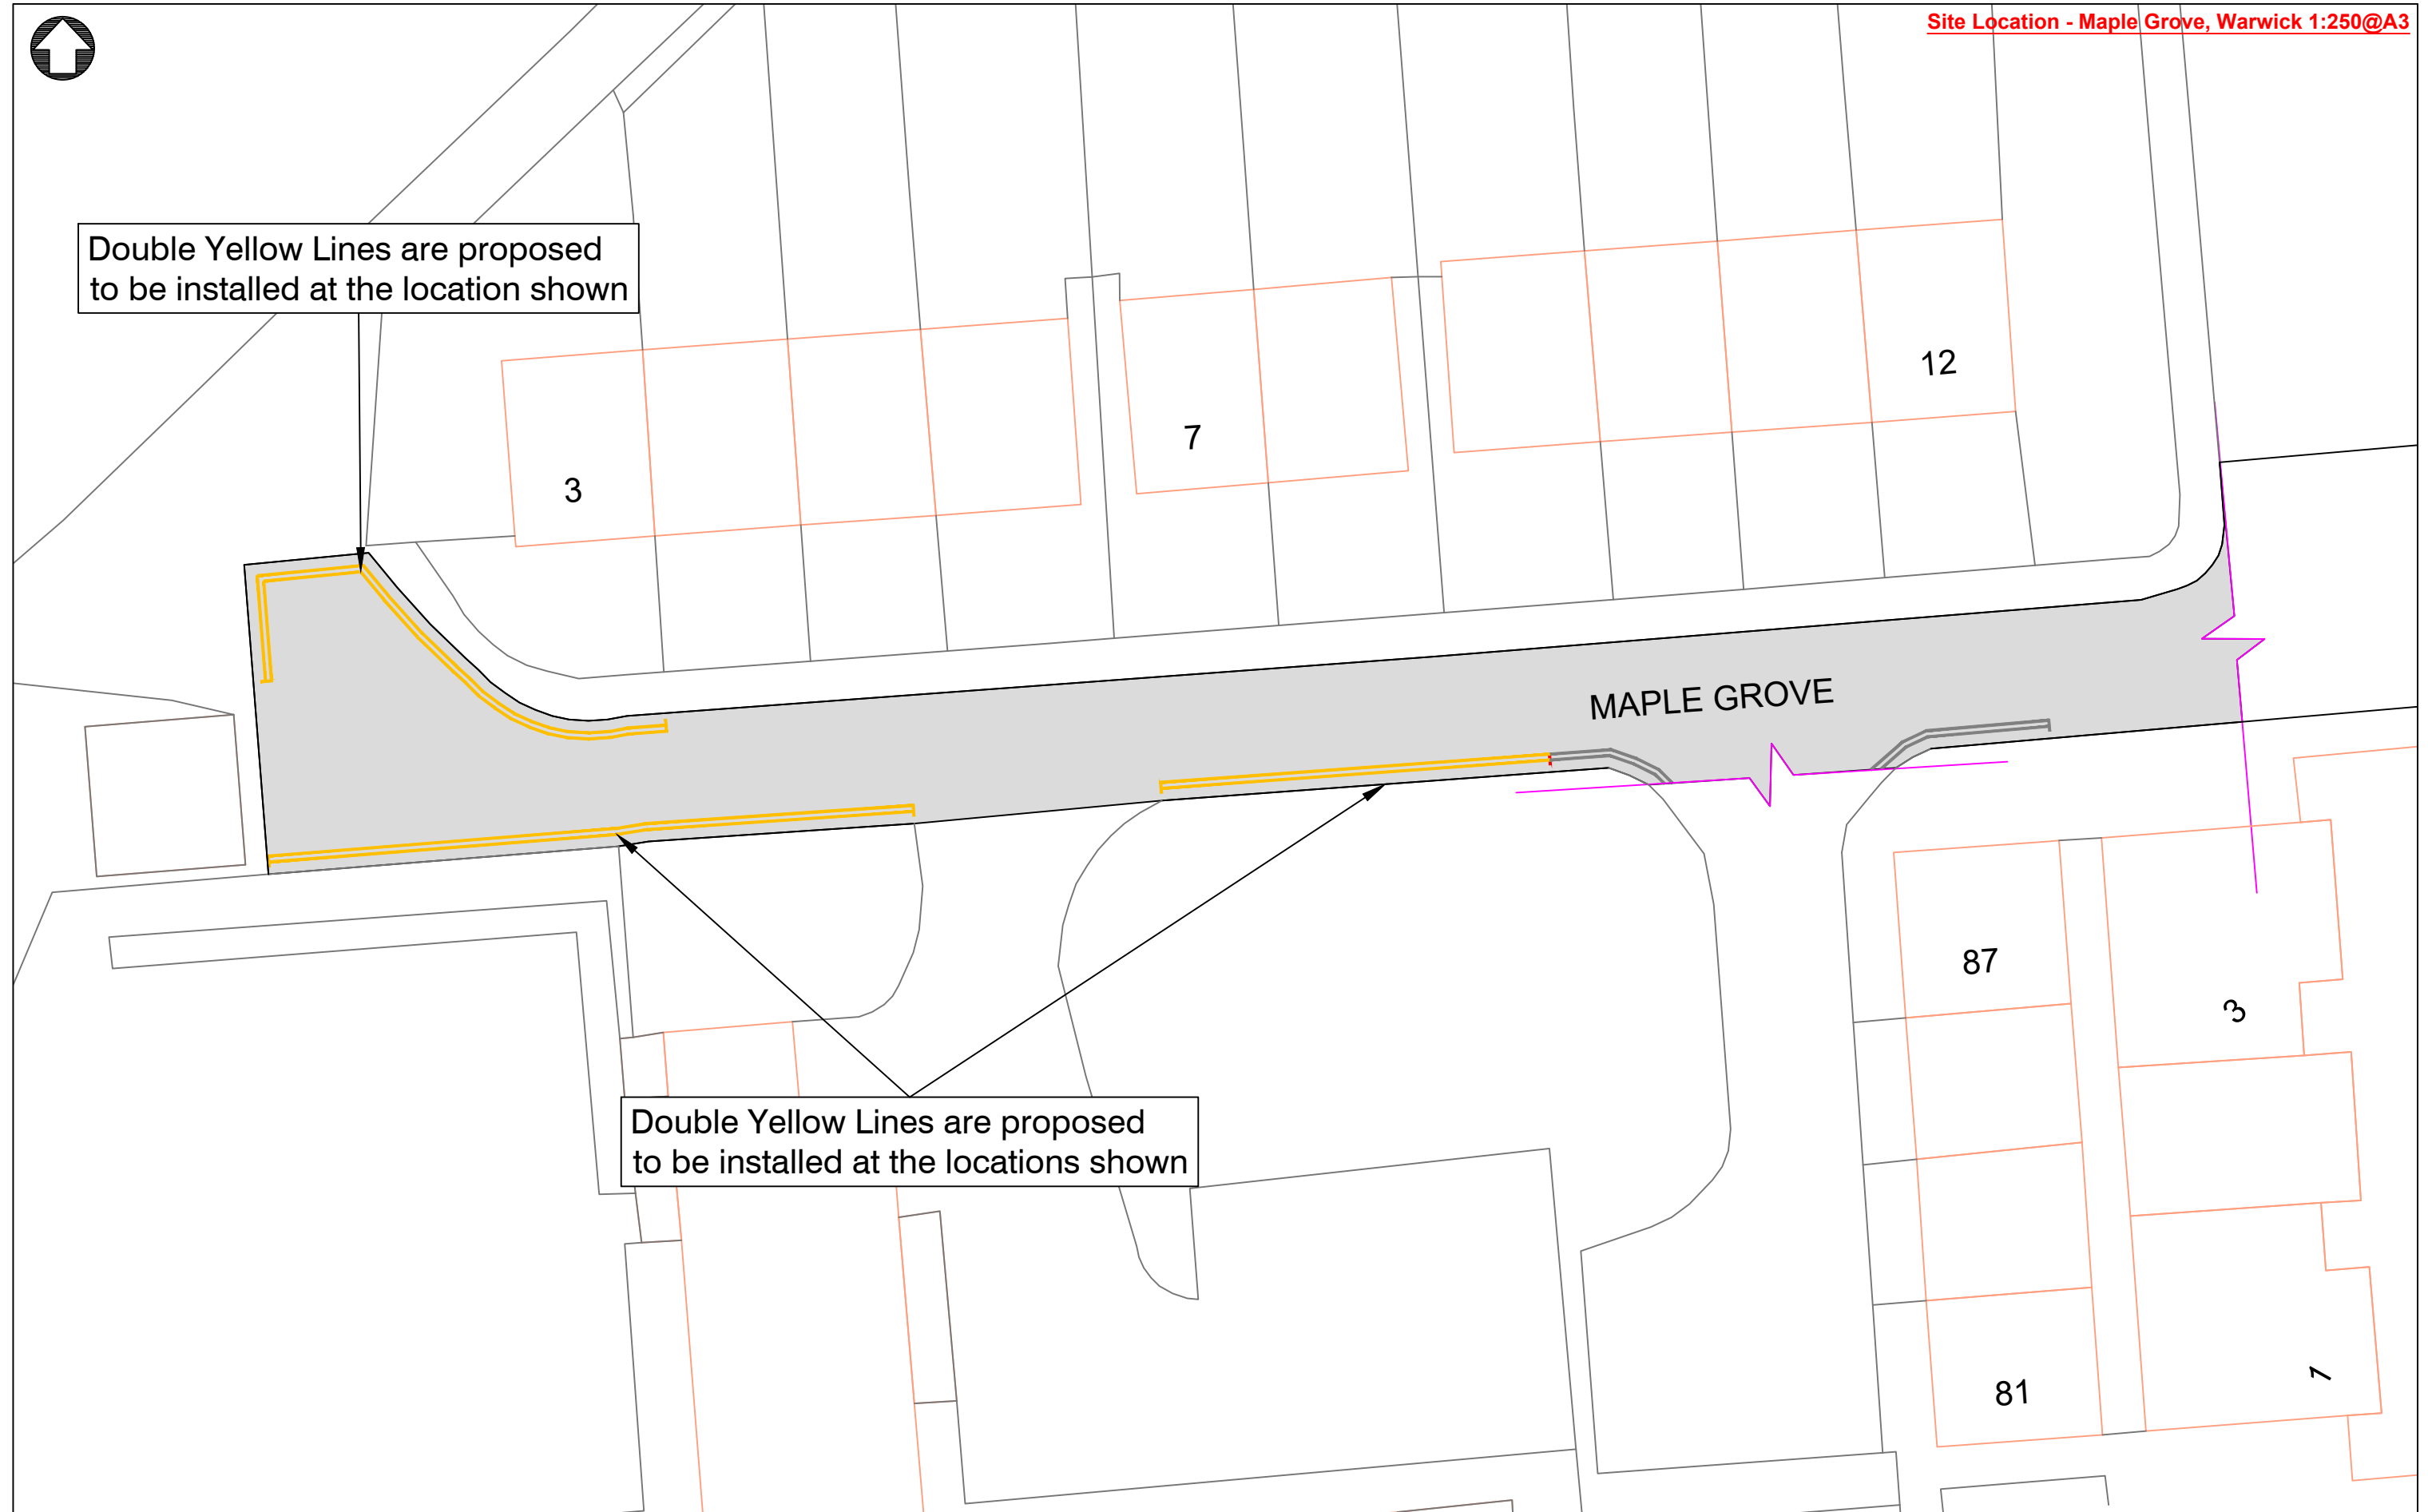 Site Location - Maple Grove, Warwick 1:250@A3
Double Yellow Lines are proposed
to be installed at the location shown
12
7
3
MAPLE GROVE
87
3
Double Yellow Lines are proposed
to be installed at the locations shown
81
1